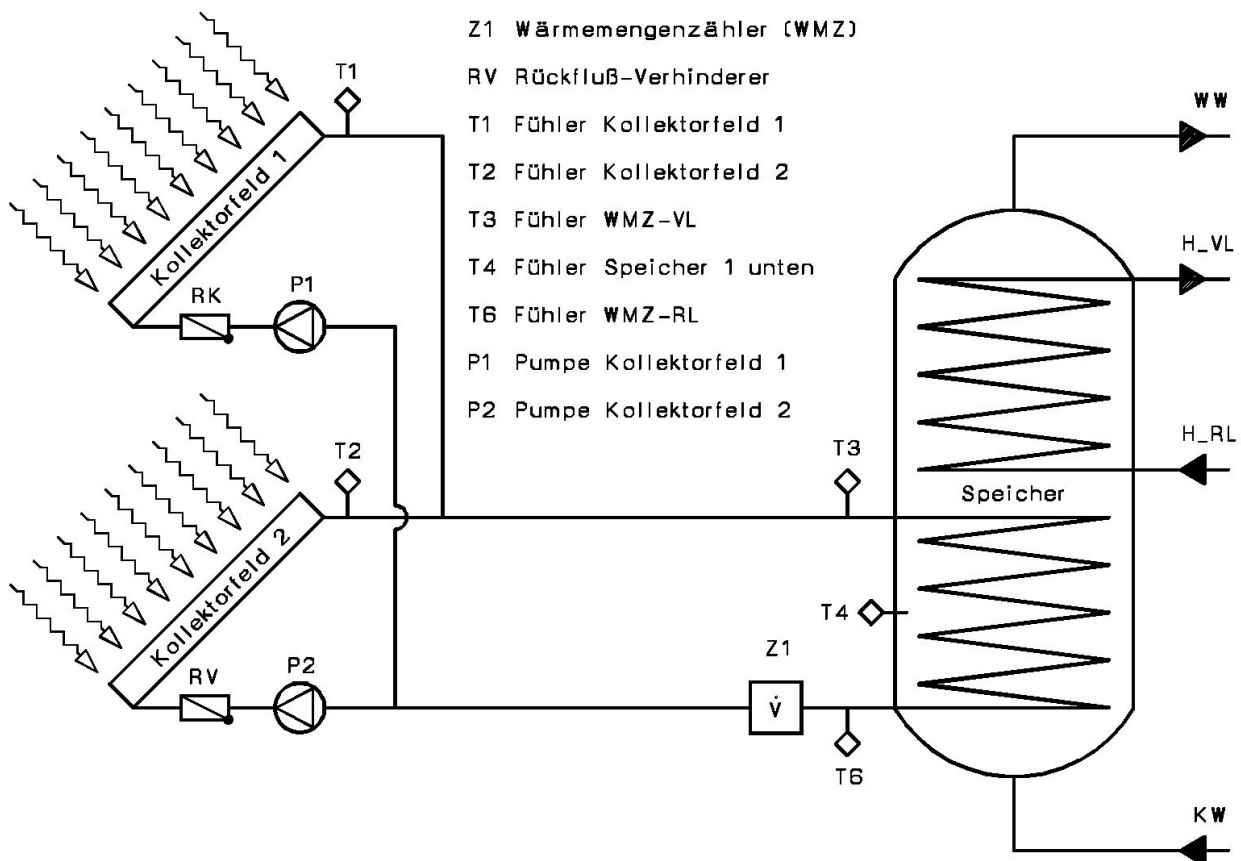 Z1 Wärmemengenzähler (WMZ)
RV Rückfluß-Verhinderer
T1 Fühler Kollektorfeld 1
T2 Fühler Kollektorfeld 2
T3 Fühler WMZ-VL
T4 Fühler Speicher 1 unten
T6 Fühler WMZ-RL
P1 Pumpe Kollektorfeld 1
P2 Pumpe Kollektorfeld 2
T1
Kollektorfeld 1
RK
P1
T2
Kollektorfeld 2
RV
P2
T3
T4
Z1
V̇
T6
WW
H_VL
H_RL
Speicher
KW